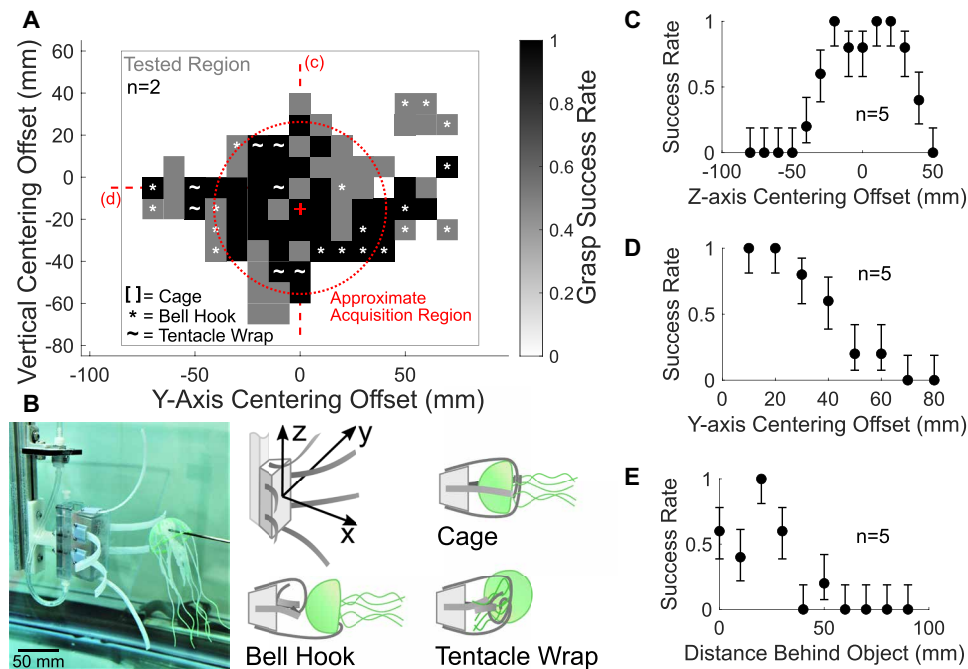 A
Vertical Centering Offset (mm)
60
40
20
0
-20
-40
-60
-80
Tested Region
n=2
(c)
(d)
[ ] = Cage
* = Bell Hook
~ = Tentacle Wrap
Approximate
Acquisition Region
-100
-50
0
50
Y-Axis Centering Offset (mm)
1
0.8
0.6
0.4
0.2
0
Grasp Success Rate
B
50 mm
z
y
x
Cage
Bell Hook
Tentacle Wrap
C
Success Rate
1
0.5
0
n=5
-100
-50
0
50
Z-axis Centering Offset (mm)
D
Success Rate
1
0.5
0
n=5
0
20
40
60
80
Y-axis Centering Offset (mm)
E
Success Rate
1
0.5
0
n=5
0
50
100
Distance Behind Object (mm)